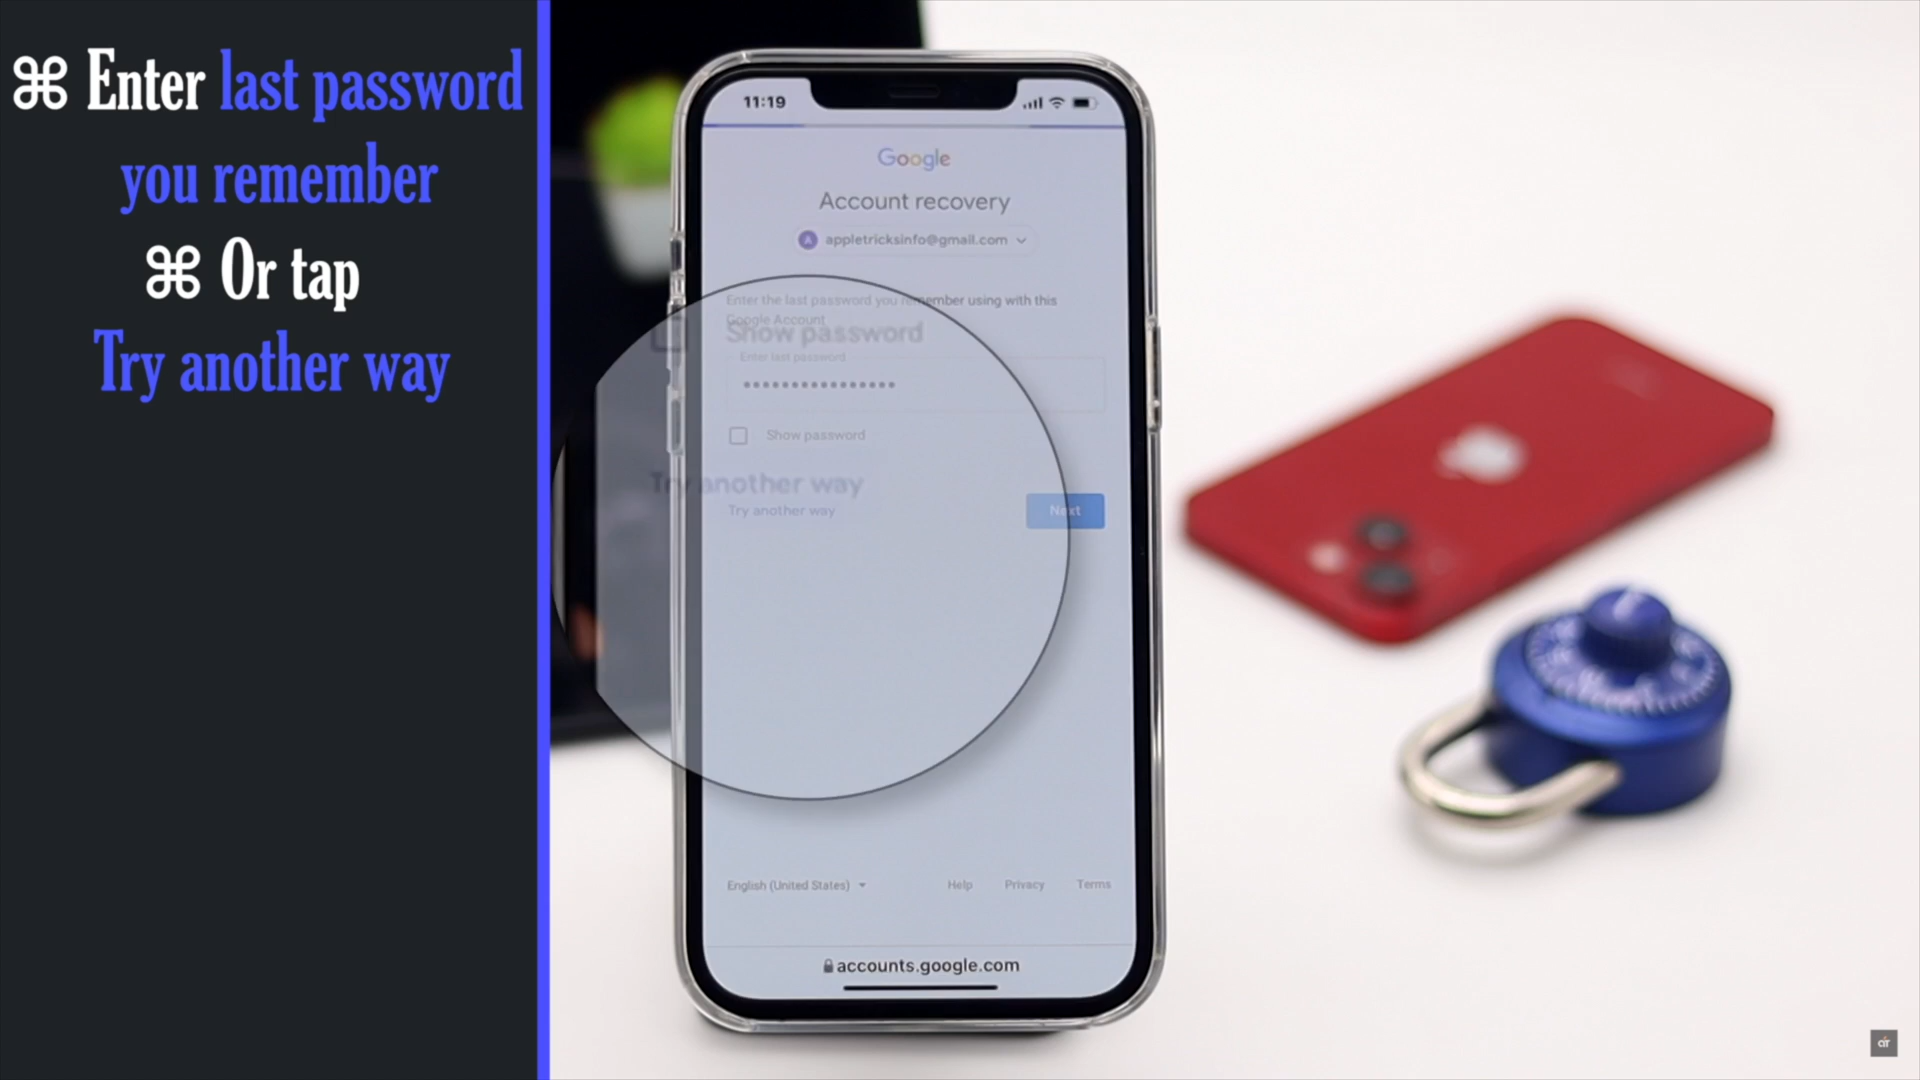 ⌘ Enter last password
you remember
⌘ Or tap
Try another way
11:19
Google
Account recovery
A appletricksinfo@gmail.com
Enter the last password you remember using with this
Google Account
Show password
Enter last password
••••••••••••••••
Show password
Try another way
Try another way
Next
English (United States)
Help Privacy Terms
accounts.google.com
air